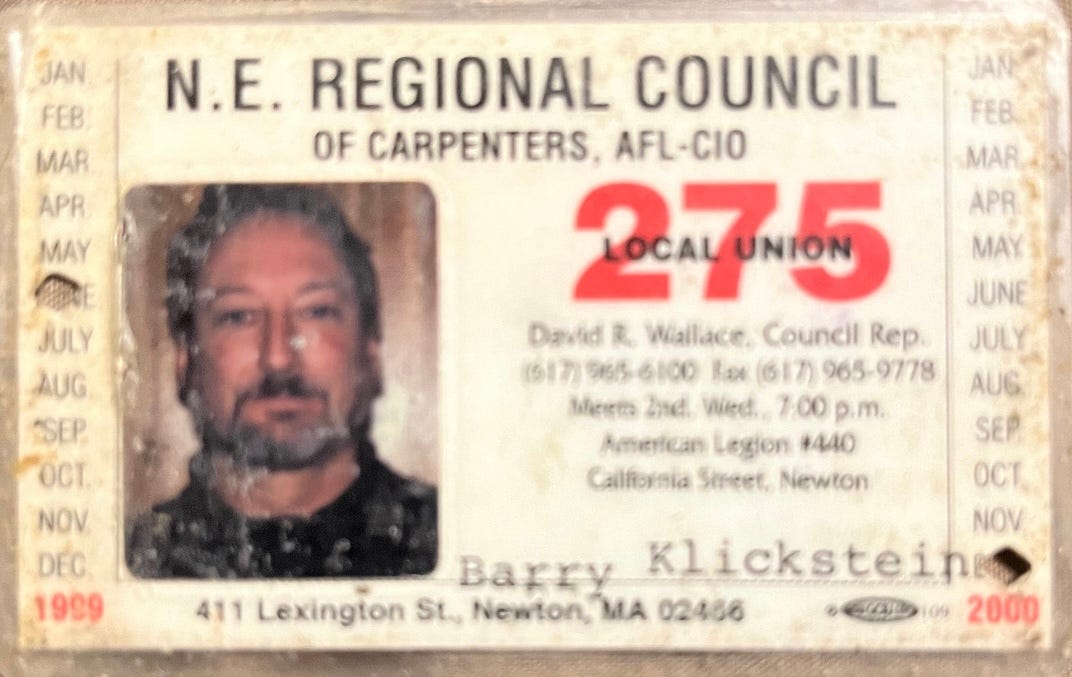 N.E. REGIONAL COUNCIL
OF CARPENTERS, AFL-CIO
275
LOCAL UNION
David R. Wallace, Council Rep.
(617) 965-6100 Fax (617) 965-9778
Meets 2nd. Wed., 7:00 p.m.
American Legion #440
California Street, Newton
Barry Klickstein
411 Lexington St., Newton, MA 02466
JAN.
FEB.
MAR.
APR.
MAY
JULY
AUG.
SEP.
OCT.
NOV.
DEC.
1999
JAN.
FEB.
MAR.
APR.
MAY
JUNE
JULY
AUG.
SEP.
OCT.
NOV.
2000
109